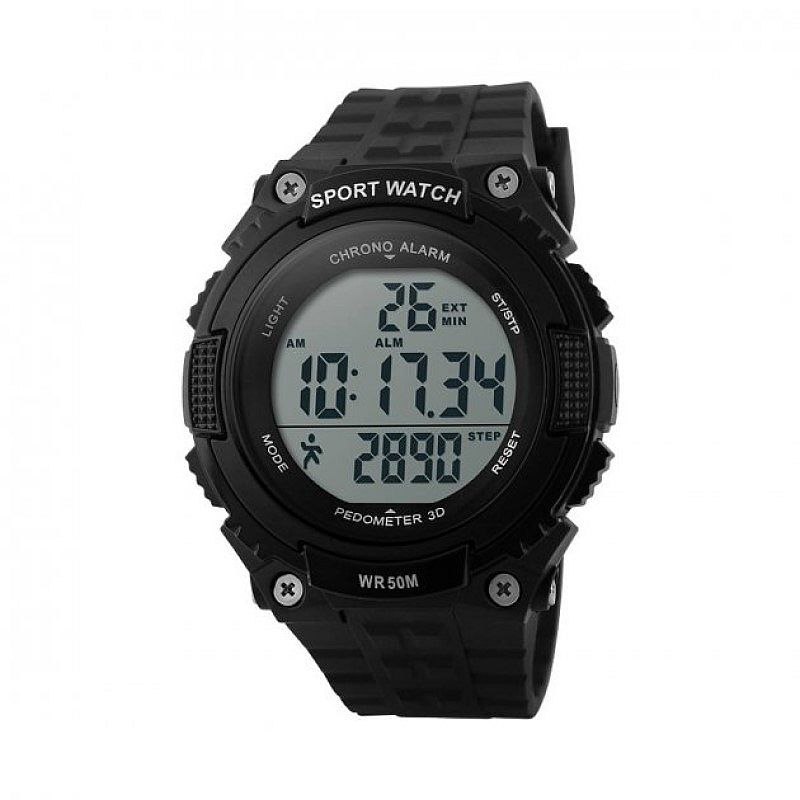 SPORT WATCH
CHRONO ALARM
LIGHT
ST/STP
26 EXT
MIN
AM ALM
10:17.34
2890 STEP
MODE
RESET
PEDOMETER 3D
WR50M